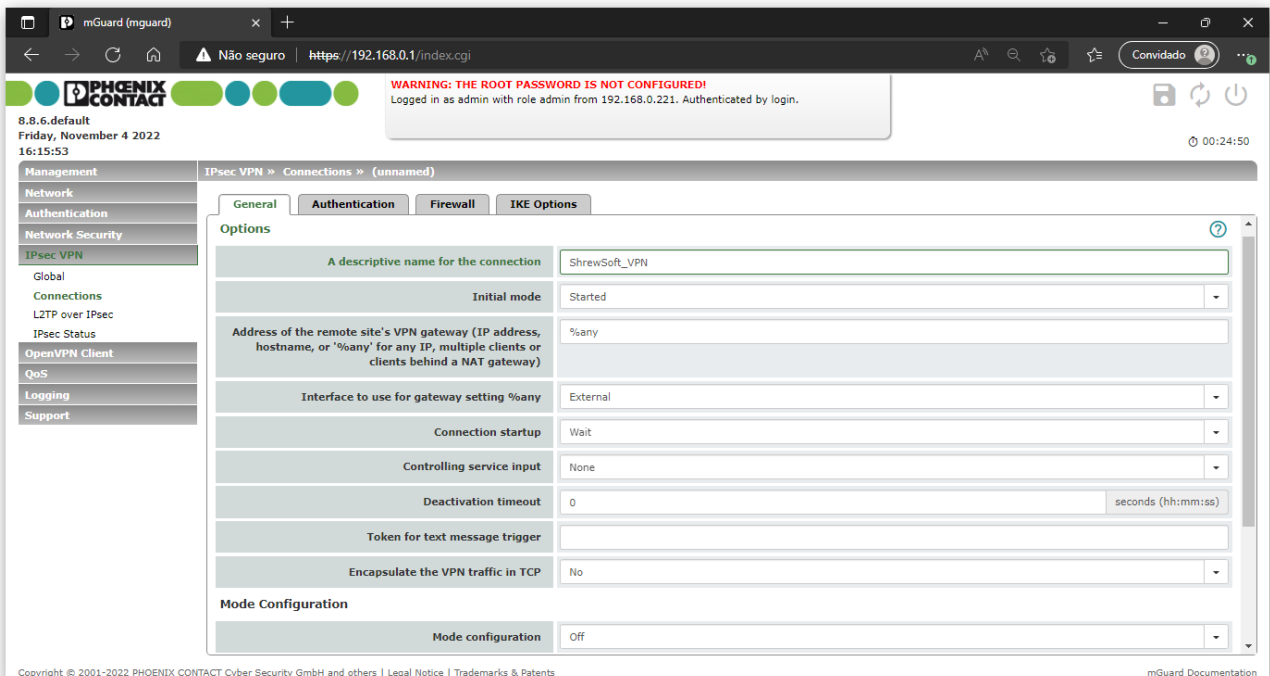 mGuard (mguard)
Não seguro | https://192.168.0.1/index.cgi
Convidado
PHŒNIX
CONTACT
WARNING: THE ROOT PASSWORD IS NOT CONFIGURED!
Logged in as admin with role admin from 192.168.0.221. Authenticated by login.
8.8.6.default
Friday, November 4 2022
16:15:53
00:24:50
Management
Network
Authentication
Network Security
IPsec VPN
Global
Connections
L2TP over IPsec
IPsec Status
OpenVPN Client
QoS
Logging
Support
IPsec VPN » Connections » (unnamed)
General Authentication Firewall IKE Options
Options
?
A descriptive name for the connection ShrewSoft_VPN
Initial mode Started
Address of the remote site's VPN gateway (IP address, %any
hostname, or '%any' for any IP, multiple clients or
clients behind a NAT gateway)
Interface to use for gateway setting %any External
Connection startup Wait
Controlling service input None
Deactivation timeout 0 seconds (hh:mm:ss)
Token for text message trigger
Encapsulate the VPN traffic in TCP No
Mode Configuration
Mode configuration Off
Copyright © 2001-2022 PHOENIX CONTACT Cyber Security GmbH and others | Legal Notice | Trademarks & Patents
mGuard Documentation